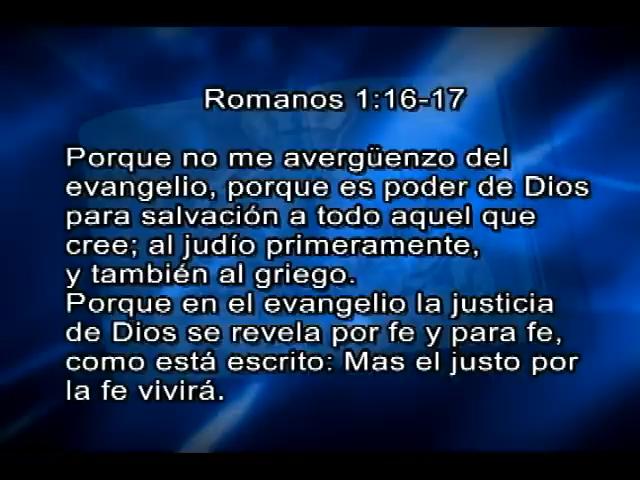 Romanos 1:16-17
Porque no me avergüenzo del
evangelio, porque es poder de Dios
para salvación a todo aquel que
cree; al judío primeramente,
y también al griego.
Porque en el evangelio la justicia
de Dios se revela por fe y para fe,
como está escrito: Mas el justo por
la fe vivirá.